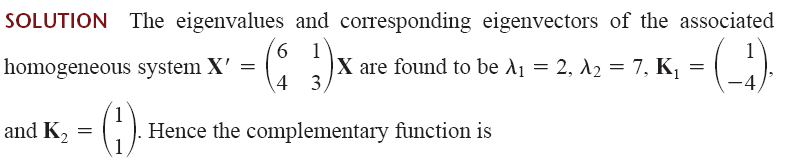 SOLUTION The eigenvalues and corresponding eigenvectors of the associated
homogeneous system X′ = (6 1
4 3)X are found to be λ₁ = 2, λ₂ = 7, K₁ = (1
−4),
and K₂ = (1
1). Hence the complementary function is